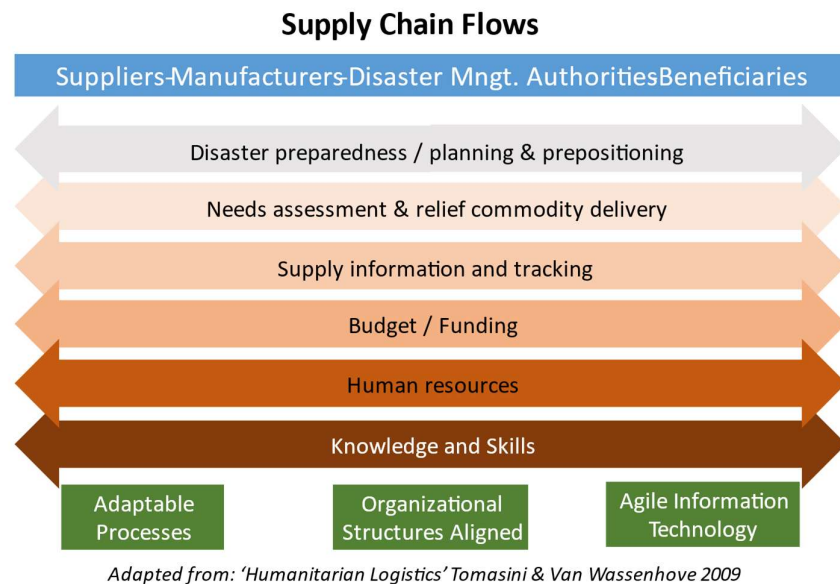 Supply Chain Flows
Suppliers-Manufacturers-Disaster Mngt. AuthoritiesBeneficiaries
Disaster preparedness / planning & prepositioning
Needs assessment & relief commodity delivery
Supply information and tracking
Budget / Funding
Human resources
Knowledge and Skills
Adaptable
Processes
Organizational
Structures Aligned
Agile Information
Technology
Adapted from: ‘Humanitarian Logistics’ Tomasini & Van Wassenhove 2009